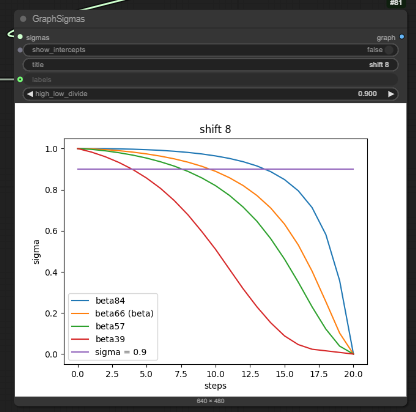 #81
GraphSigmas
sigmas graph
show_intercepts false
title shift 8
labels
◀ high_low_divide 0.900 ▶
shift 8
1.0
0.8
0.6
0.4
0.2
0.0
sigma
beta84
beta66 (beta)
beta57
beta39
sigma = 0.9
0.0 2.5 5.0 7.5 10.0 12.5 15.0 17.5 20.0
steps
640 × 480